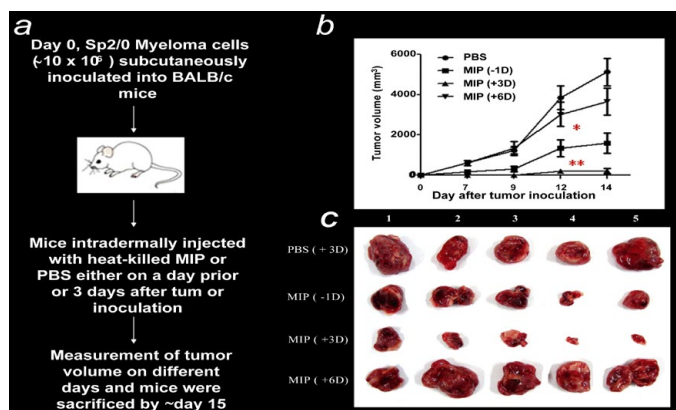 a
Day 0, Sp2/0 Myeloma cells
(~10 x 10⁶ ) subcutaneously
inoculated into BALB/c
mice
Mice intradermally injected
with heat-killed MIP or
PBS either on a day prior
or 3 days after tum or
inoculation
Measurement of tumor
volume on different
days and mice were
sacrificed by ~day 15
b
6000
4000
2000
0
Tumor volume (mm³)
PBS
MIP (-1D)
MIP (+3D)
MIP (+6D)
*
**
0 7 9 12 14
Day after tumor inoculation
c
1 2 3 4 5
PBS ( + 3D)
MIP ( -1D)
MIP ( +3D)
MIP ( +6D)